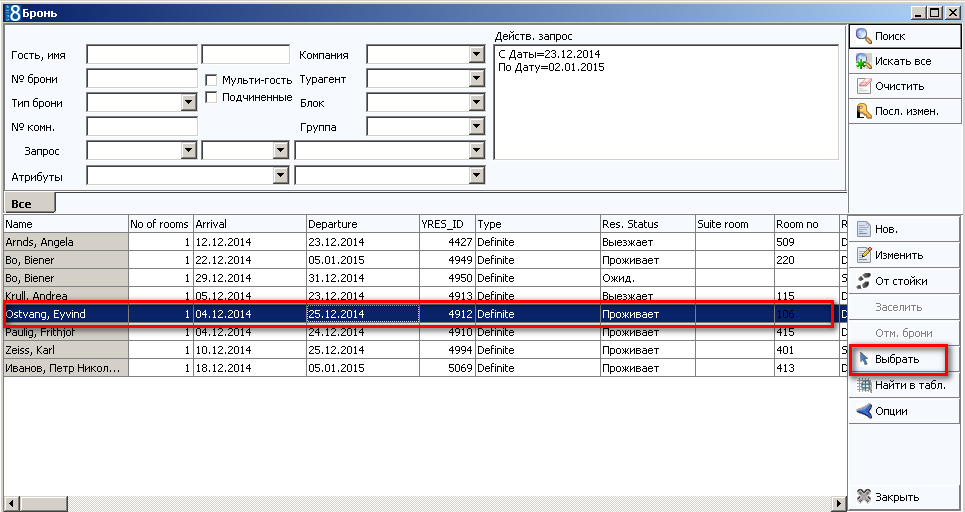 8 Бронь
Действ. запрос
Гость, имя
Компания
С Даты=23.12.2014
По Дату=02.01.2015
№ брони
Мульти-гость
Турагент
Тип брони
Подчиненные
Блок
№ комн.
Группа
Запрос
Атрибуты
Поиск
Искать все
Очистить
Посл. измен.
Все
Name No of rooms Arrival Departure YRES_ID Type Res. Status Suite room Room no R
Arnds, Angela 1 12.12.2014 23.12.2014 4427 Definite Выезжает 509 D
Bo, Biener 1 22.12.2014 05.01.2015 4949 Definite Проживает 220 D
Bo, Biener 1 29.12.2014 31.12.2014 4950 Definite Ожид. S
Krull, Andrea 1 05.12.2014 23.12.2014 4913 Definite Выезжает 115 D
Ostvang, Eyvind 1 04.12.2014 25.12.2014 4912 Definite Проживает 106
Paulig, Frithjof 1 04.12.2014 24.12.2014 4910 Definite Проживает 415 D
Zeiss, Karl 1 10.12.2014 25.12.2014 4994 Definite Проживает 401 S
Иванов, Петр Никол... 1 18.12.2014 05.01.2015 5069 Definite Проживает 413 D
Нов.
Изменить
От стойки
Заселить
Отм. брони
Выбрать
Найти в табл.
Опции
Закрыть